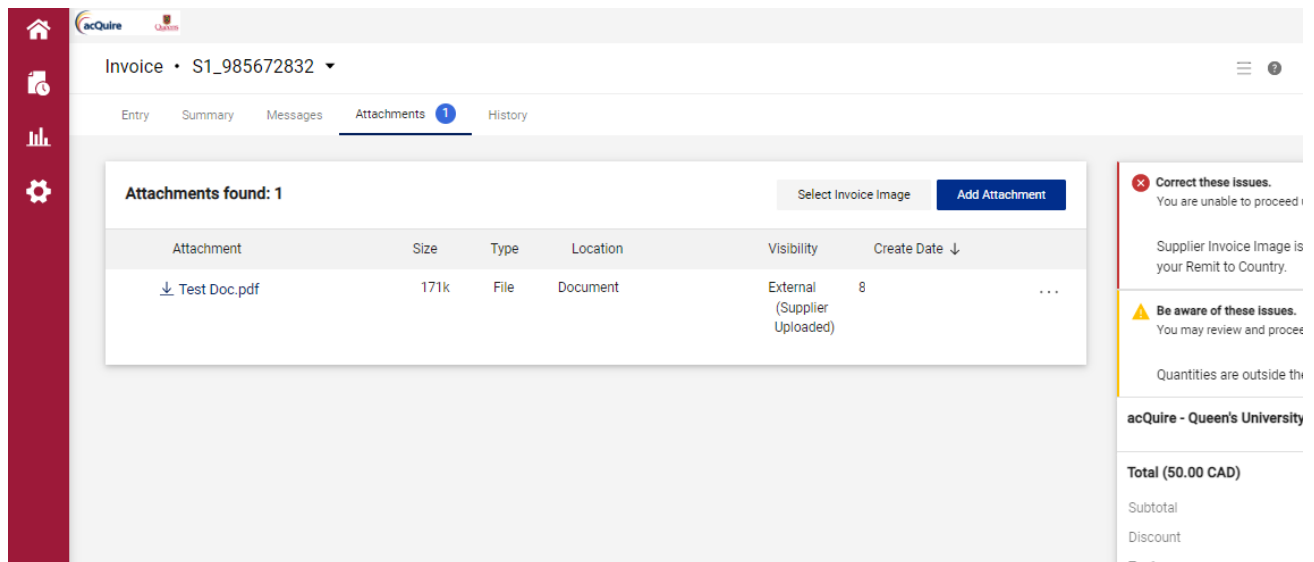 acQuire
Queen's
Invoice • S1_985672832
Entry Summary Messages Attachments 1 History
Attachments found: 1
Select Invoice Image Add Attachment
Attachment Size Type Location Visibility Create Date ↓
Test Doc.pdf 171k File Document External 8 ...
(Supplier
Uploaded)
Correct these issues.
You are unable to proceed
Supplier Invoice Image is
your Remit to Country.
Be aware of these issues.
You may review and procee
Quantities are outside the
acQuire - Queen's University
Total (50.00 CAD)
Subtotal
Discount